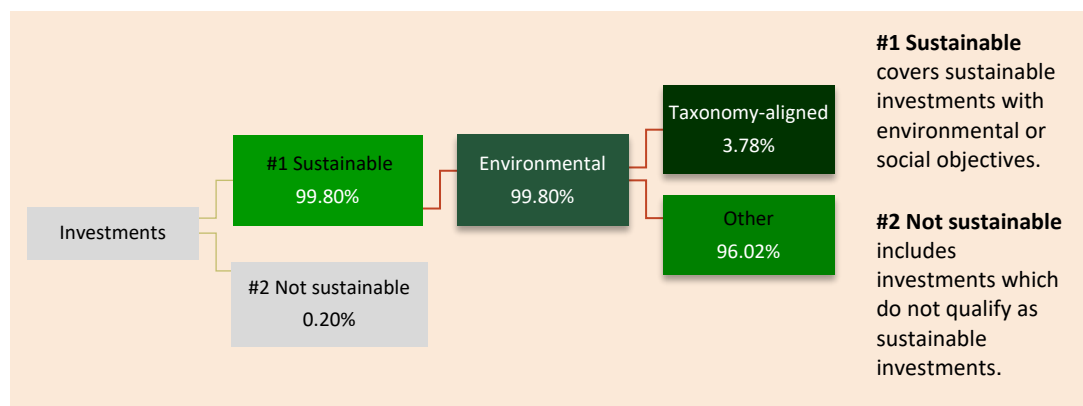 Investments
#1 Sustainable
99.80%
#2 Not sustainable
0.20%
Environmental
99.80%
Taxonomy-aligned
3.78%
Other
96.02%
#1 Sustainable
covers sustainable
investments with
environmental or
social objectives.
#2 Not sustainable
includes
investments which
do not qualify as
sustainable
investments.